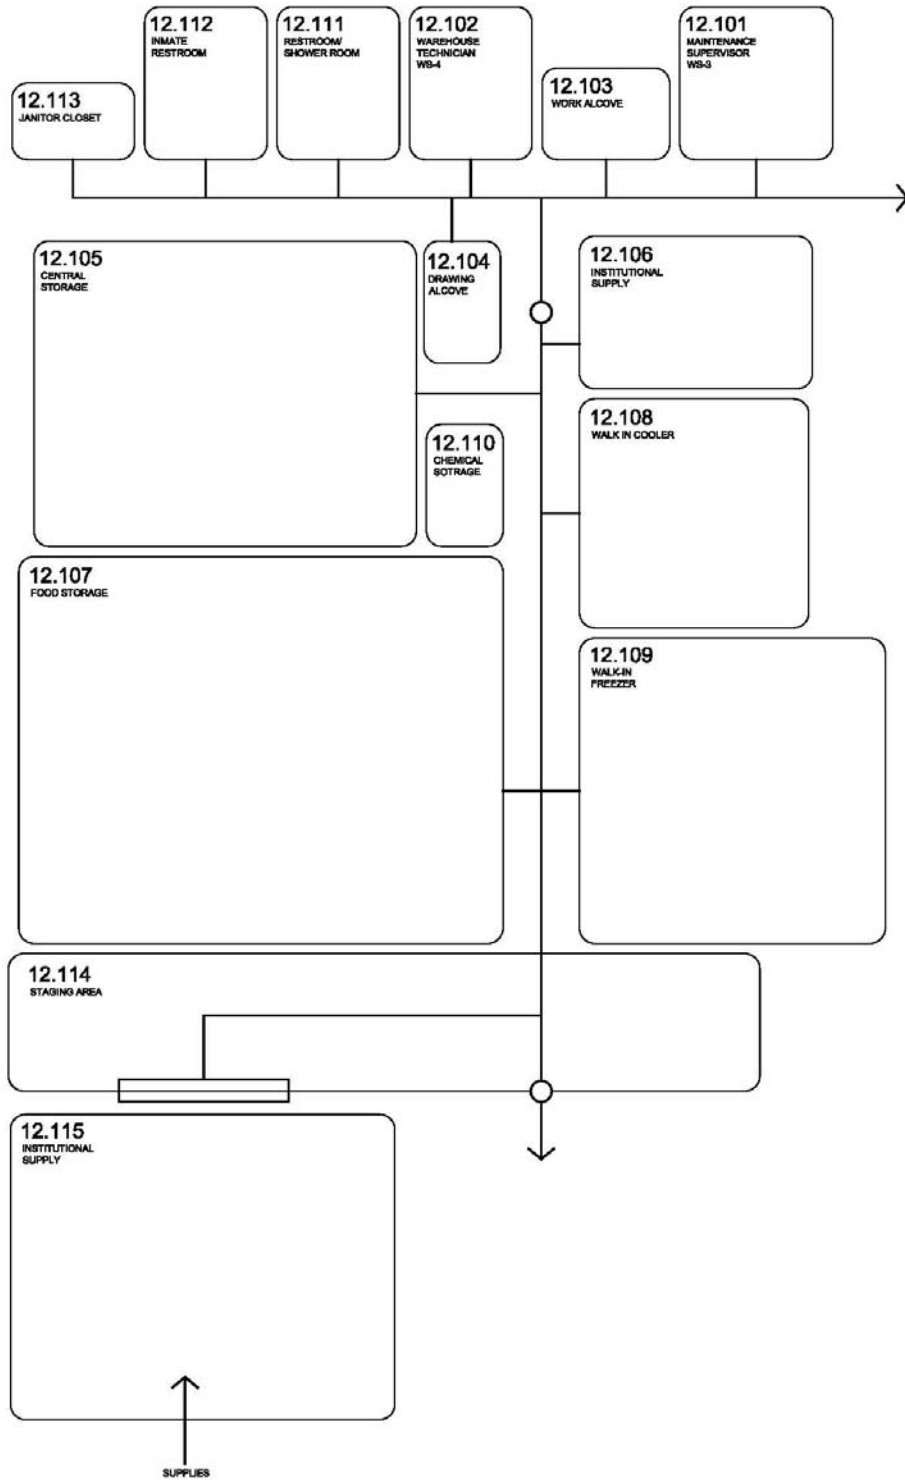 12.112
INMATE
RESTROOM
12.111
RESTROOM/
SHOWER ROOM
12.102
WAREHOUSE
TECHNICIAN
WS-4
12.101
MAINTENANCE
SUPERVISOR
WS-3
12.113
JANITOR CLOSET
12.103
WORK ALCOVE
12.105
CENTRAL
STORAGE
12.104
DRAWING
ALCOVE
12.106
INSTITUTIONAL
SUPPLY
12.108
WALK IN COOLER
12.110
CHEMICAL
SOTRAGE
12.107
FOOD STORAGE
12.109
WALK-IN
FREEZER
12.114
STAGING AREA
12.115
INSTITUTIONAL
SUPPLY
SUPPLIES